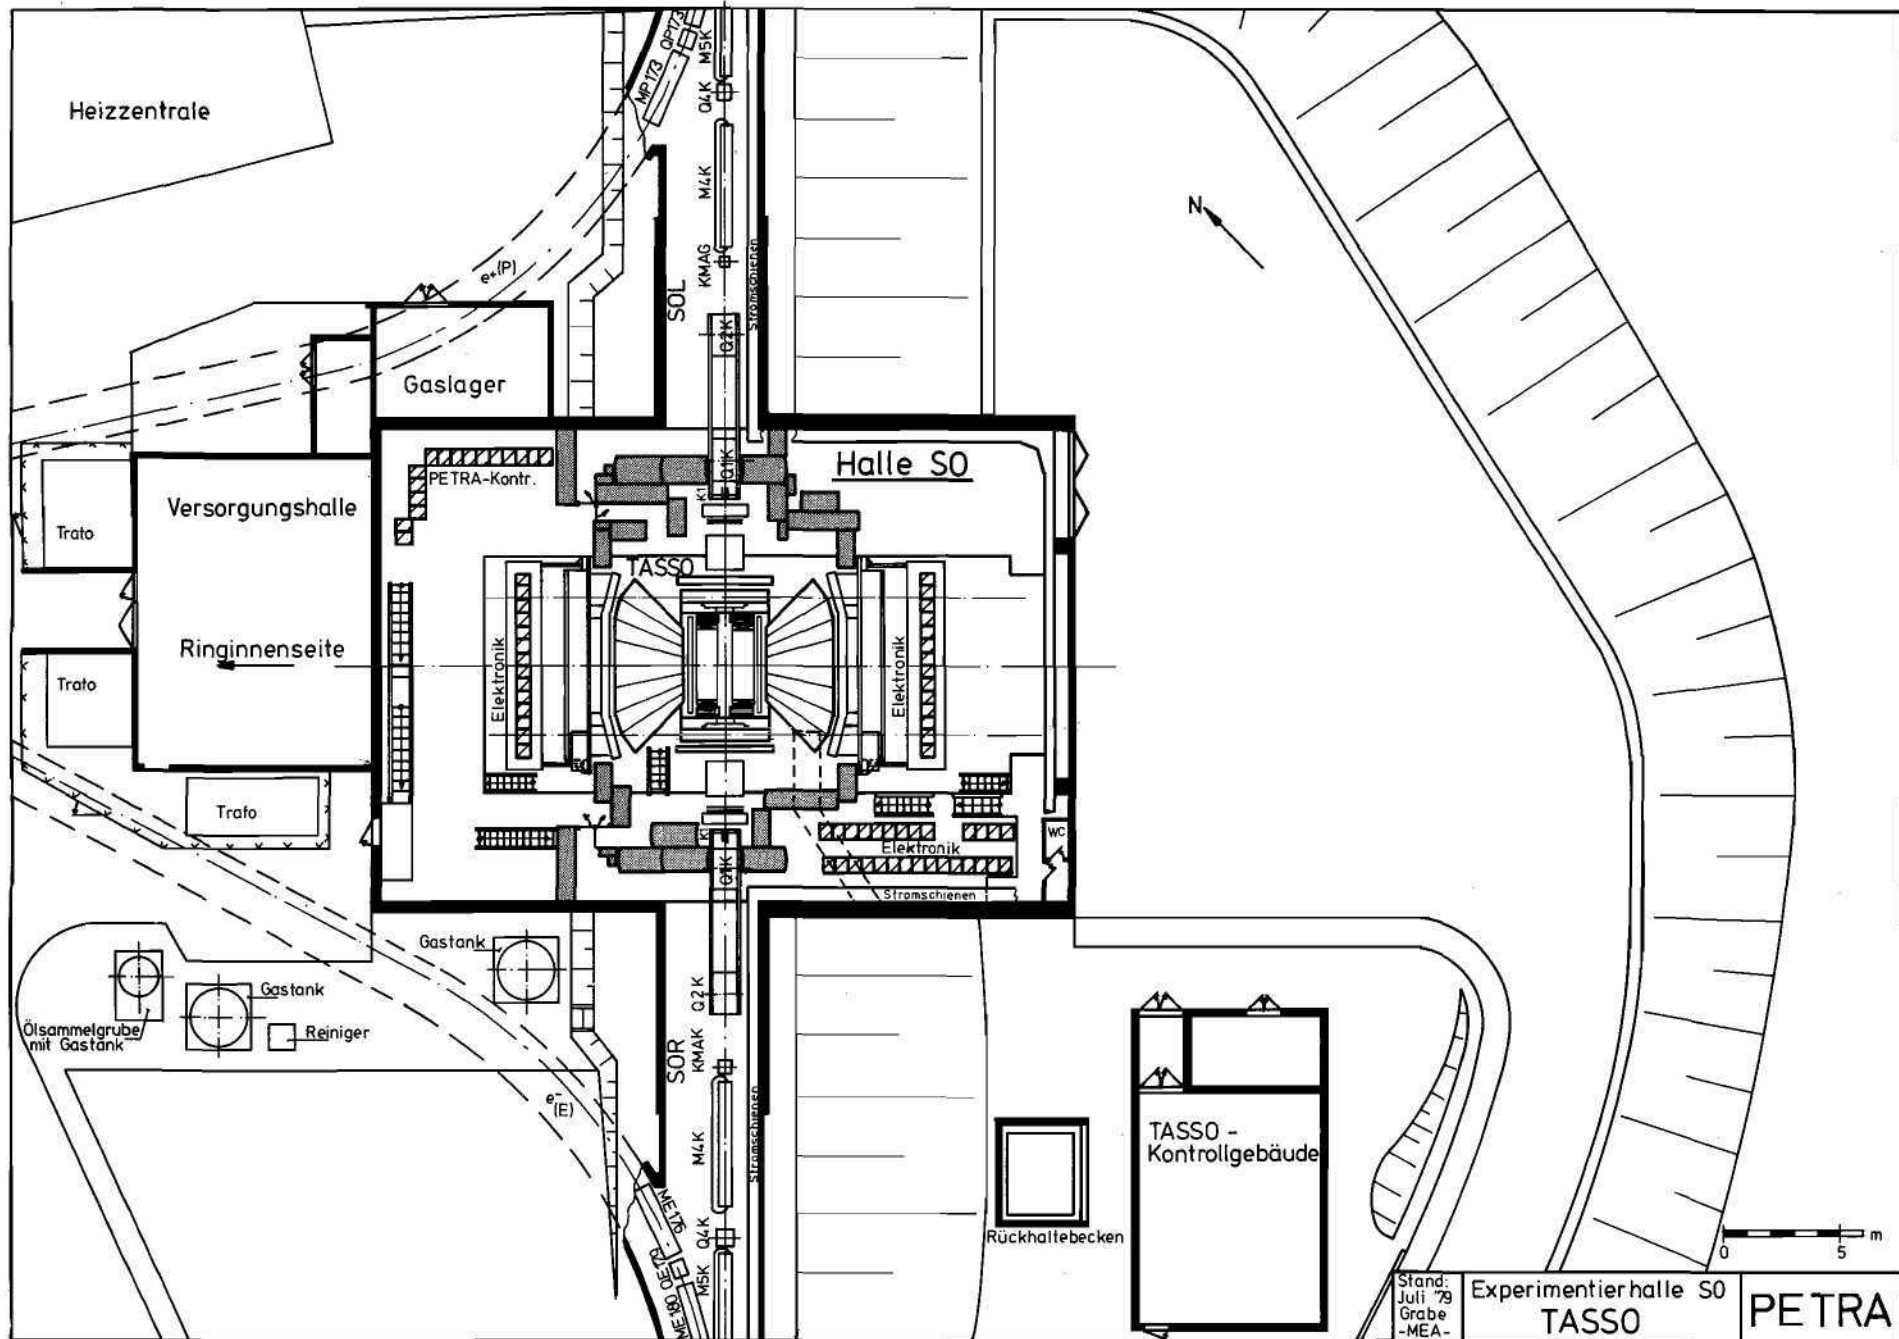 QP173
M5K
MP173
Q4K
Heizzentrale
M4K
N
e+(P)
KMAG
SOL
Stromschienen
Q2K
Gaslager
Halle SO
Q1K
PETRA-Kontr.
K1
Versorgungshalle
Trafo
TASSO
Ringinnenseite
Elektronik
Elektronik
Trafo
Trafo
WC
K1
Elektronik
Q1K
Stromschienen
Gastank
Gastank
Q2K
Ölsammelgrube
mit Gastank
Reiniger
SOR
KMAK
e-
(E)
Stromschienen
M4K
TASSO -
Kontrollgebäude
ME176
Q4K
Rückhaltebecken
0 5 m
M5K
ME180
Stand:
Juli '79
Grabe
-MEA-
Experimentierhalle SO
TASSO
PETRA